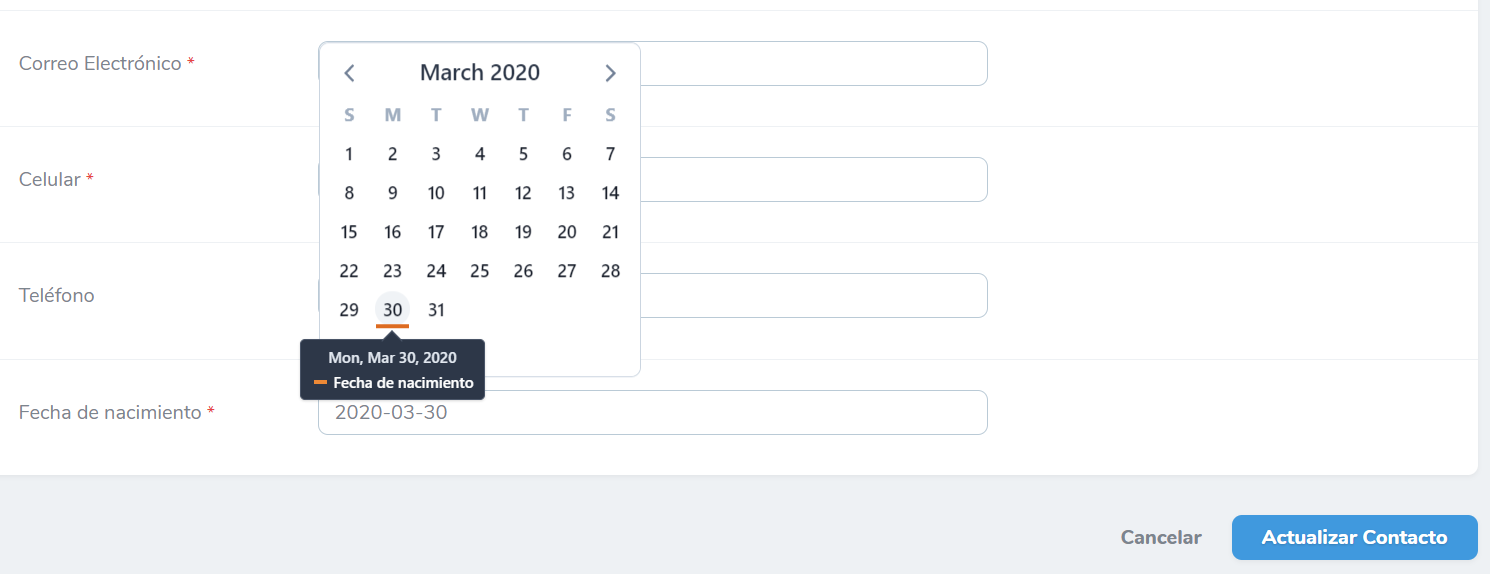 Correo Electrónico *
March 2020
S M T W T F S
1 2 3 4 5 6 7
Celular *
8 9 10 11 12 13 14
15 16 17 18 19 20 21
22 23 24 25 26 27 28
Teléfono
29 30 31
Mon, Mar 30, 2020
Fecha de nacimiento
Fecha de nacimiento *
2020-03-30
Cancelar
Actualizar Contacto